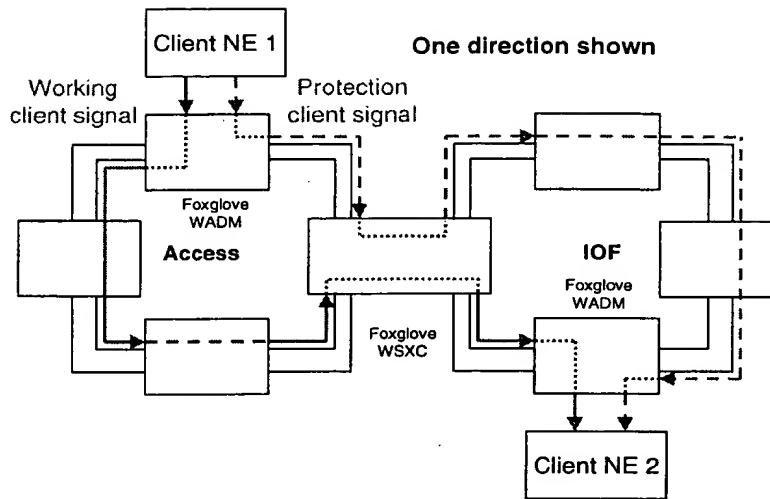 Client NE 1
One direction shown
Working
client signal
Protection
client signal
Foxglove
WADM
Access
IOF
Foxglove
WADM
Foxglove
WSXC
Client NE 2